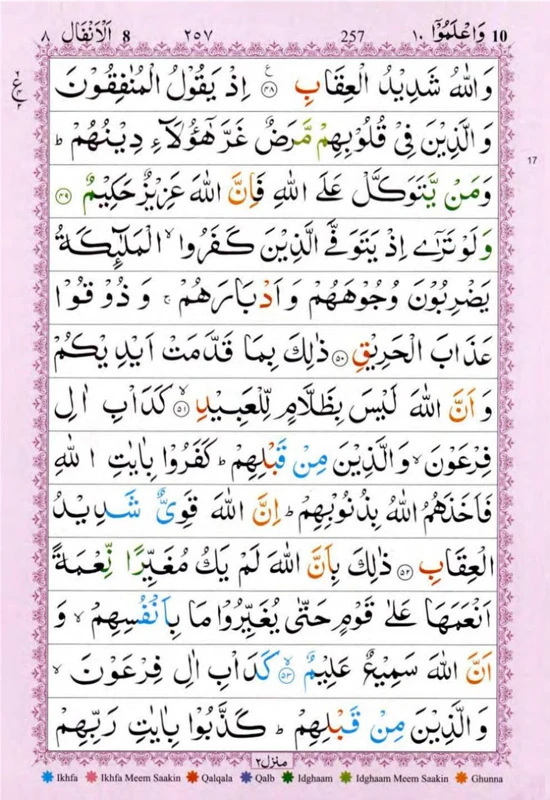 ٨ اَلْاَنْفَال 8 ٢٥٧ 257 وَاعْلَمُوْٓا ١٠ 10
وَاللّٰهُ شَدِيْدُ الْعِقَابِ ۝٤٨ اِذْ يَقُوْلُ الْمُنٰفِقُوْنَ
وَالَّذِيْنَ فِيْ قُلُوْبِهِمْ مَّرَضٌ غَرَّ هٰٓؤُلَآءِ دِيْنُهُمْ ؕ
17
وَمَنْ يَّتَوَكَّلْ عَلَى اللّٰهِ فَاِنَّ اللّٰهَ عَزِيْزٌ حَكِيْمٌ ۝٤٩
وَلَوْ تَرٰٓى اِذْ يَتَوَفَّى الَّذِيْنَ كَفَرُوا ۙ الْمَلٰٓئِكَةُ
يَضْرِبُوْنَ وُجُوْهَهُمْ وَاَدْبَارَهُمْ ۚ وَذُوْقُوْا
عَذَابَ الْحَرِيْقِ ۝٥٠ ذٰلِكَ بِمَا قَدَّمَتْ اَيْدِيْكُمْ
وَاَنَّ اللّٰهَ لَيْسَ بِظَلَّامٍ لِّلْعَبِيْدِ ۙ۝٥١ كَدَاْبِ اٰلِ
فِرْعَوْنَ ۙ وَالَّذِيْنَ مِنْ قَبْلِهِمْ ؕ كَفَرُوْا بِاٰيٰتِ اللّٰهِ
فَاَخَذَهُمُ اللّٰهُ بِذُنُوْبِهِمْ ؕ اِنَّ اللّٰهَ قَوِيٌّ شَدِيْدُ
الْعِقَابِ ۝٥٢ ذٰلِكَ بِاَنَّ اللّٰهَ لَمْ يَكُ مُغَيِّرًا نِّعْمَةً
اَنْعَمَهَا عَلٰى قَوْمٍ حَتّٰى يُغَيِّرُوْا مَا بِاَنْفُسِهِمْ ۙ وَ
اَنَّ اللّٰهَ سَمِيْعٌ عَلِيْمٌ ۙ۝٥٣ كَدَاْبِ اٰلِ فِرْعَوْنَ ۙ
وَالَّذِيْنَ مِنْ قَبْلِهِمْ ؕ كَذَّبُوْا بِاٰيٰتِ رَبِّهِمْ
منزل٢
Ikhfa Ikhfa Meem Saakin Qalqala Qalb Idghaam Idghaam Meem Saakin Ghunna